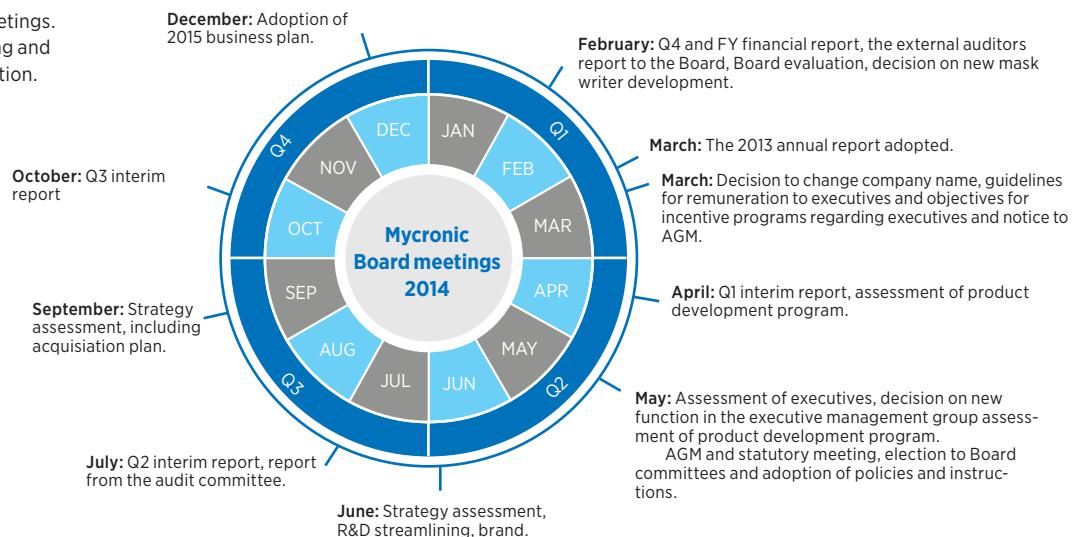 etings.
ng and
tion.
December: Adoption of
2015 business plan.
February: Q4 and FY financial report, the external auditors
report to the Board, Board evaluation, decision on new mask
writer development.
March: The 2013 annual report adopted.
March: Decision to change company name, guidelines
for remuneration to executives and objectives for
incentive programs regarding executives and notice to
AGM.
April: Q1 interim report, assessment of product
development program.
May: Assessment of executives, decision on new
function in the executive management group assess-
ment of product development program.
AGM and statutory meeting, election to Board
committees and adoption of policies and instruc-
tions.
June: Strategy assessment,
R&D streamlining, brand.
July: Q2 interim report, report
from the audit committee.
September: Strategy
assessment, including
acquisiation plan.
October: Q3 interim
report
Q1
Q2
Q3
Q4
JAN
FEB
MAR
APR
MAY
JUN
JUL
AUG
SEP
OCT
NOV
DEC
Mycronic
Board meetings
2014